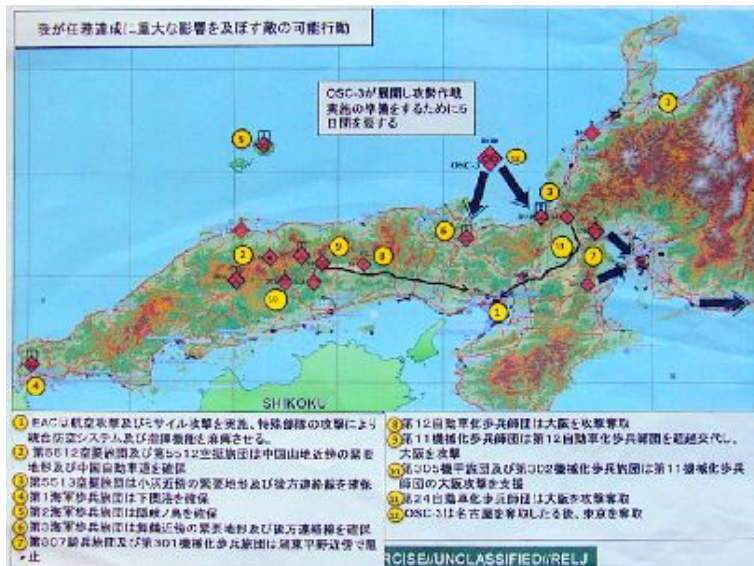 我が任務達成に重大な影響を及ぼす敵の可能行動
OSC-3が展開し攻勢作戦
実施の準備をするために5
日間を要する
OSC-3
SHIKOKU
1 EACは航空攻撃及びミサイル攻撃を実施、特殊部隊の攻撃により
統合防空システム及び指揮機能を麻痺させる。
2 第5512空挺旅団は中国山地近傍の緊要
地形及び中国自動車道を確保
3 第5513空挺旅団は小浜近傍の緊要地形及び後方連絡線を確保
4 第1海軍歩兵旅団は下関港を確保
5 第2海軍歩兵旅団は隠岐ノ島を確保
6 第3海軍歩兵旅団は舞鶴近傍の緊要地形及び後方連絡線を確保
7 第307騎兵旅団及び第301機械化歩兵旅団は近傍で阻
止
8 第12自動車化歩兵師団は大阪を攻撃奪取
9 第11機械化歩兵師団は第12自動車化歩兵師団を超越交代し、
大阪を攻撃
10 第305機甲旅団及び第302機械化歩兵旅団は第11機械化歩兵
師団の大阪攻撃を支援
11 第24自動車化歩兵師団は大阪を攻撃奪取
12 OSC-3は名古屋を奪取したる後、東京を奪取
RCISE//UNCLASSIFIED//RELJ